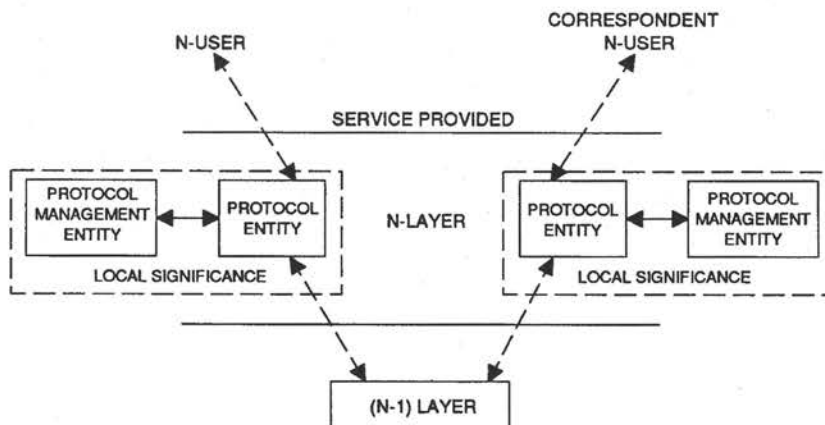 CORRESPONDENT
N-USER
N-USER
SERVICE PROVIDED
PROTOCOL
MANAGEMENT
ENTITY
PROTOCOL
ENTITY
N-LAYER
PROTOCOL
ENTITY
PROTOCOL
MANAGEMENT
ENTITY
LOCAL SIGNIFICANCE
LOCAL SIGNIFICANCE
(N-1) LAYER